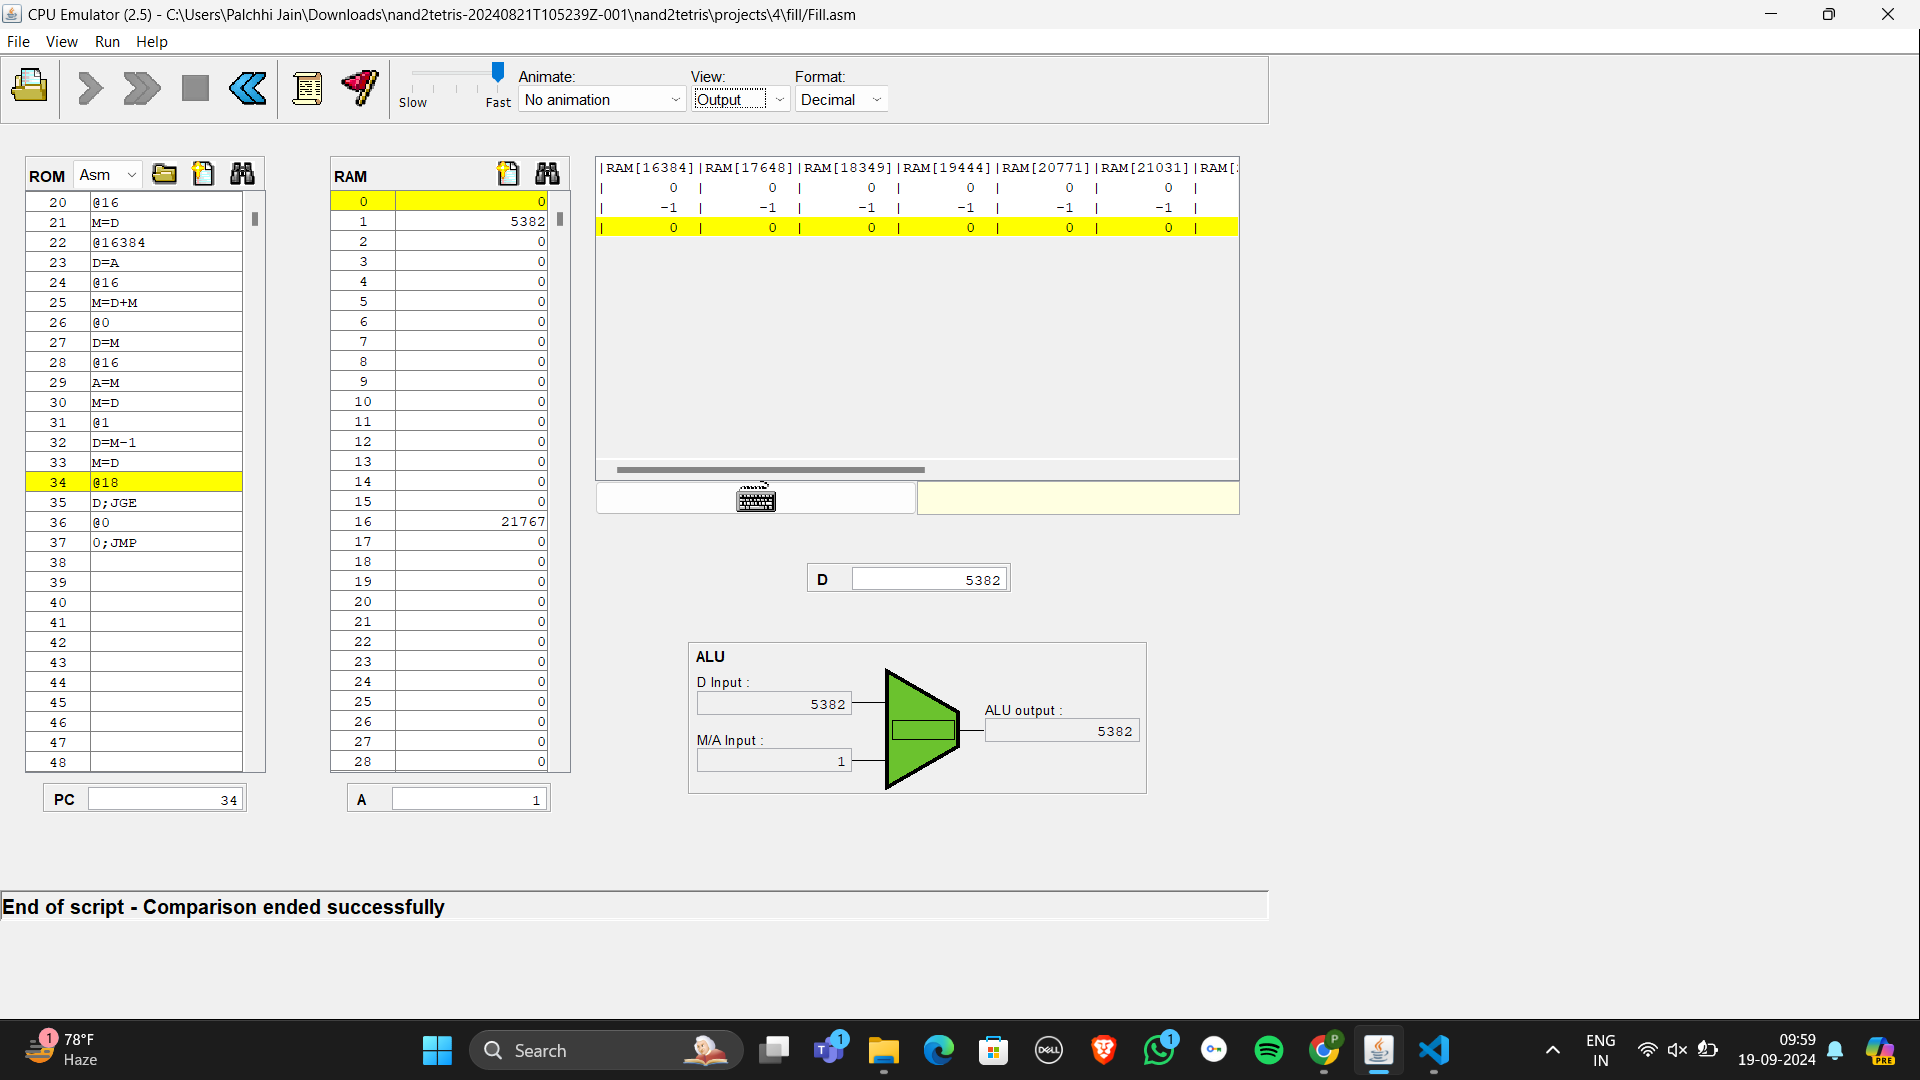 CPU Emulator (2.5) - C:\Users\Palchhi Jain\Downloads\nand2tetris-20240821T105239Z-001\nand2tetris\projects\4\fill/Fill.asm
File View Run Help
Slow Fast
Animate:
No animation
View:
Output
Format:
Decimal
ROM Asm
20 @16
21 M=D
22 @16384
23 D=A
24 @16
25 M=D+M
26 @0
27 D=M
28 @16
29 A=M
30 M=D
31 @1
32 D=M-1
33 M=D
34 @18
35 D;JGE
36 @0
37 0;JMP
38
39
40
41
42
43
44
45
46
47
48
PC 34
RAM
0 0
1 5382
2 0
3 0
4 0
5 0
6 0
7 0
8 0
9 0
10 0
11 0
12 0
13 0
14 0
15 0
16 21767
17 0
18 0
19 0
20 0
21 0
22 0
23 0
24 0
25 0
26 0
27 0
28 0
A 1
|RAM[16384]|RAM[17648]|RAM[18349]|RAM[19444]|RAM[20771]|RAM[21031]|RAM[
| 0 | 0 | 0 | 0 | 0 | 0 |
| -1 | -1 | -1 | -1 | -1 | -1 |
| 0 | 0 | 0 | 0 | 0 | 0 |
D 5382
ALU
D Input :
5382
M/A Input :
1
ALU output :
5382
End of script - Comparison ended successfully
1
78°F
Haze
Search
T
1
DELL
1
P
ENG
IN
09:59
19-09-2024
PRE